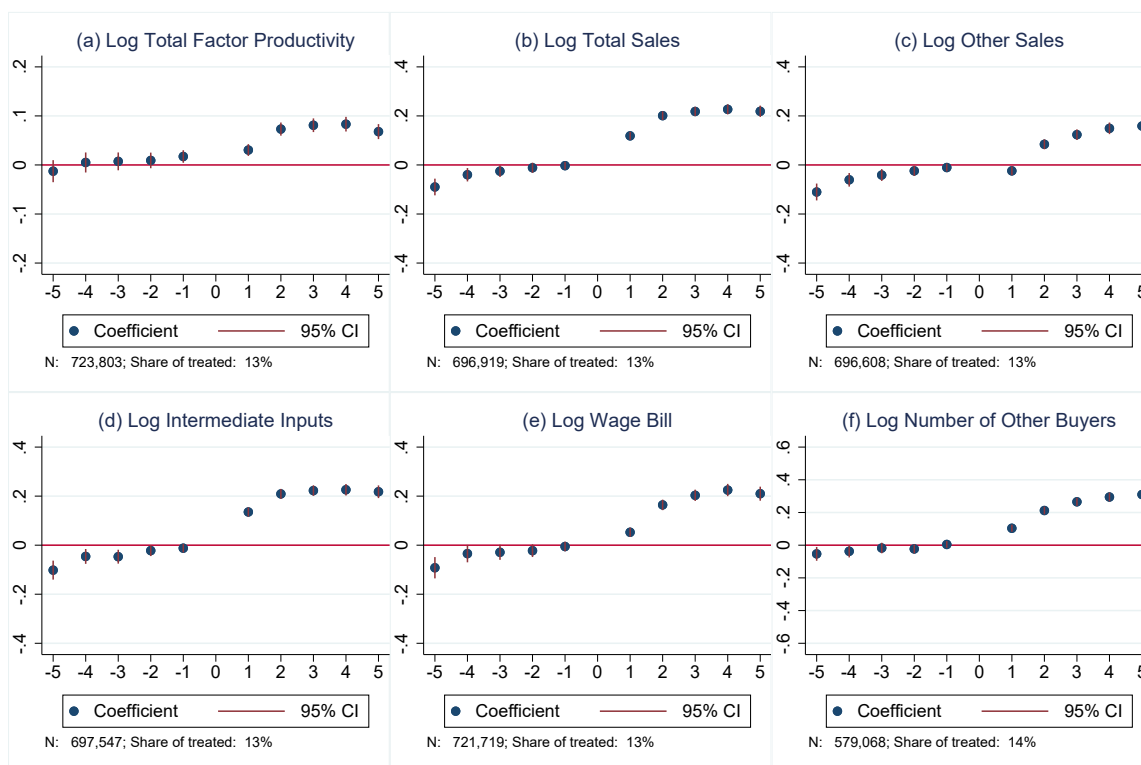 (a) Log Total Factor Productivity
.2
.1
0
-.1
-.2
-5 -4 -3 -2 -1 0 1 2 3 4 5
Coefficient 95% CI
N: 723,803; Share of treated: 13%
(b) Log Total Sales
.4
.2
0
-.2
-.4
-5 -4 -3 -2 -1 0 1 2 3 4 5
Coefficient 95% CI
N: 696,919; Share of treated: 13%
(c) Log Other Sales
.4
.2
0
-.2
-.4
-5 -4 -3 -2 -1 0 1 2 3 4 5
Coefficient 95% CI
N: 696,608; Share of treated: 13%
(d) Log Intermediate Inputs
.4
.2
0
-.2
-.4
-5 -4 -3 -2 -1 0 1 2 3 4 5
Coefficient 95% CI
N: 697,547; Share of treated: 13%
(e) Log Wage Bill
.4
.2
0
-.2
-.4
-5 -4 -3 -2 -1 0 1 2 3 4 5
Coefficient 95% CI
N: 721,719; Share of treated: 13%
(f) Log Number of Other Buyers
.6
.4
.2
0
-.2
-.4
-.6
-5 -4 -3 -2 -1 0 1 2 3 4 5
Coefficient 95% CI
N: 579,068; Share of treated: 14%